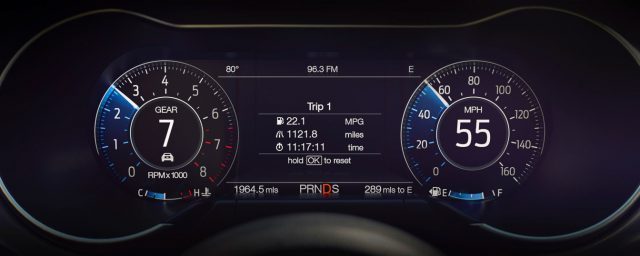 80° 96.3 FM E
Trip 1
22.1 MPG
1121.8 miles
11:17:11 time
hold OK to reset
1964.5 mls PRNDS 289 mls to E
0 1 2 3 4 5 6 7 8
GEAR
7
RPM x 1000
C H
0 20 40 60 80 100 120 140 160
MPH
55
E F